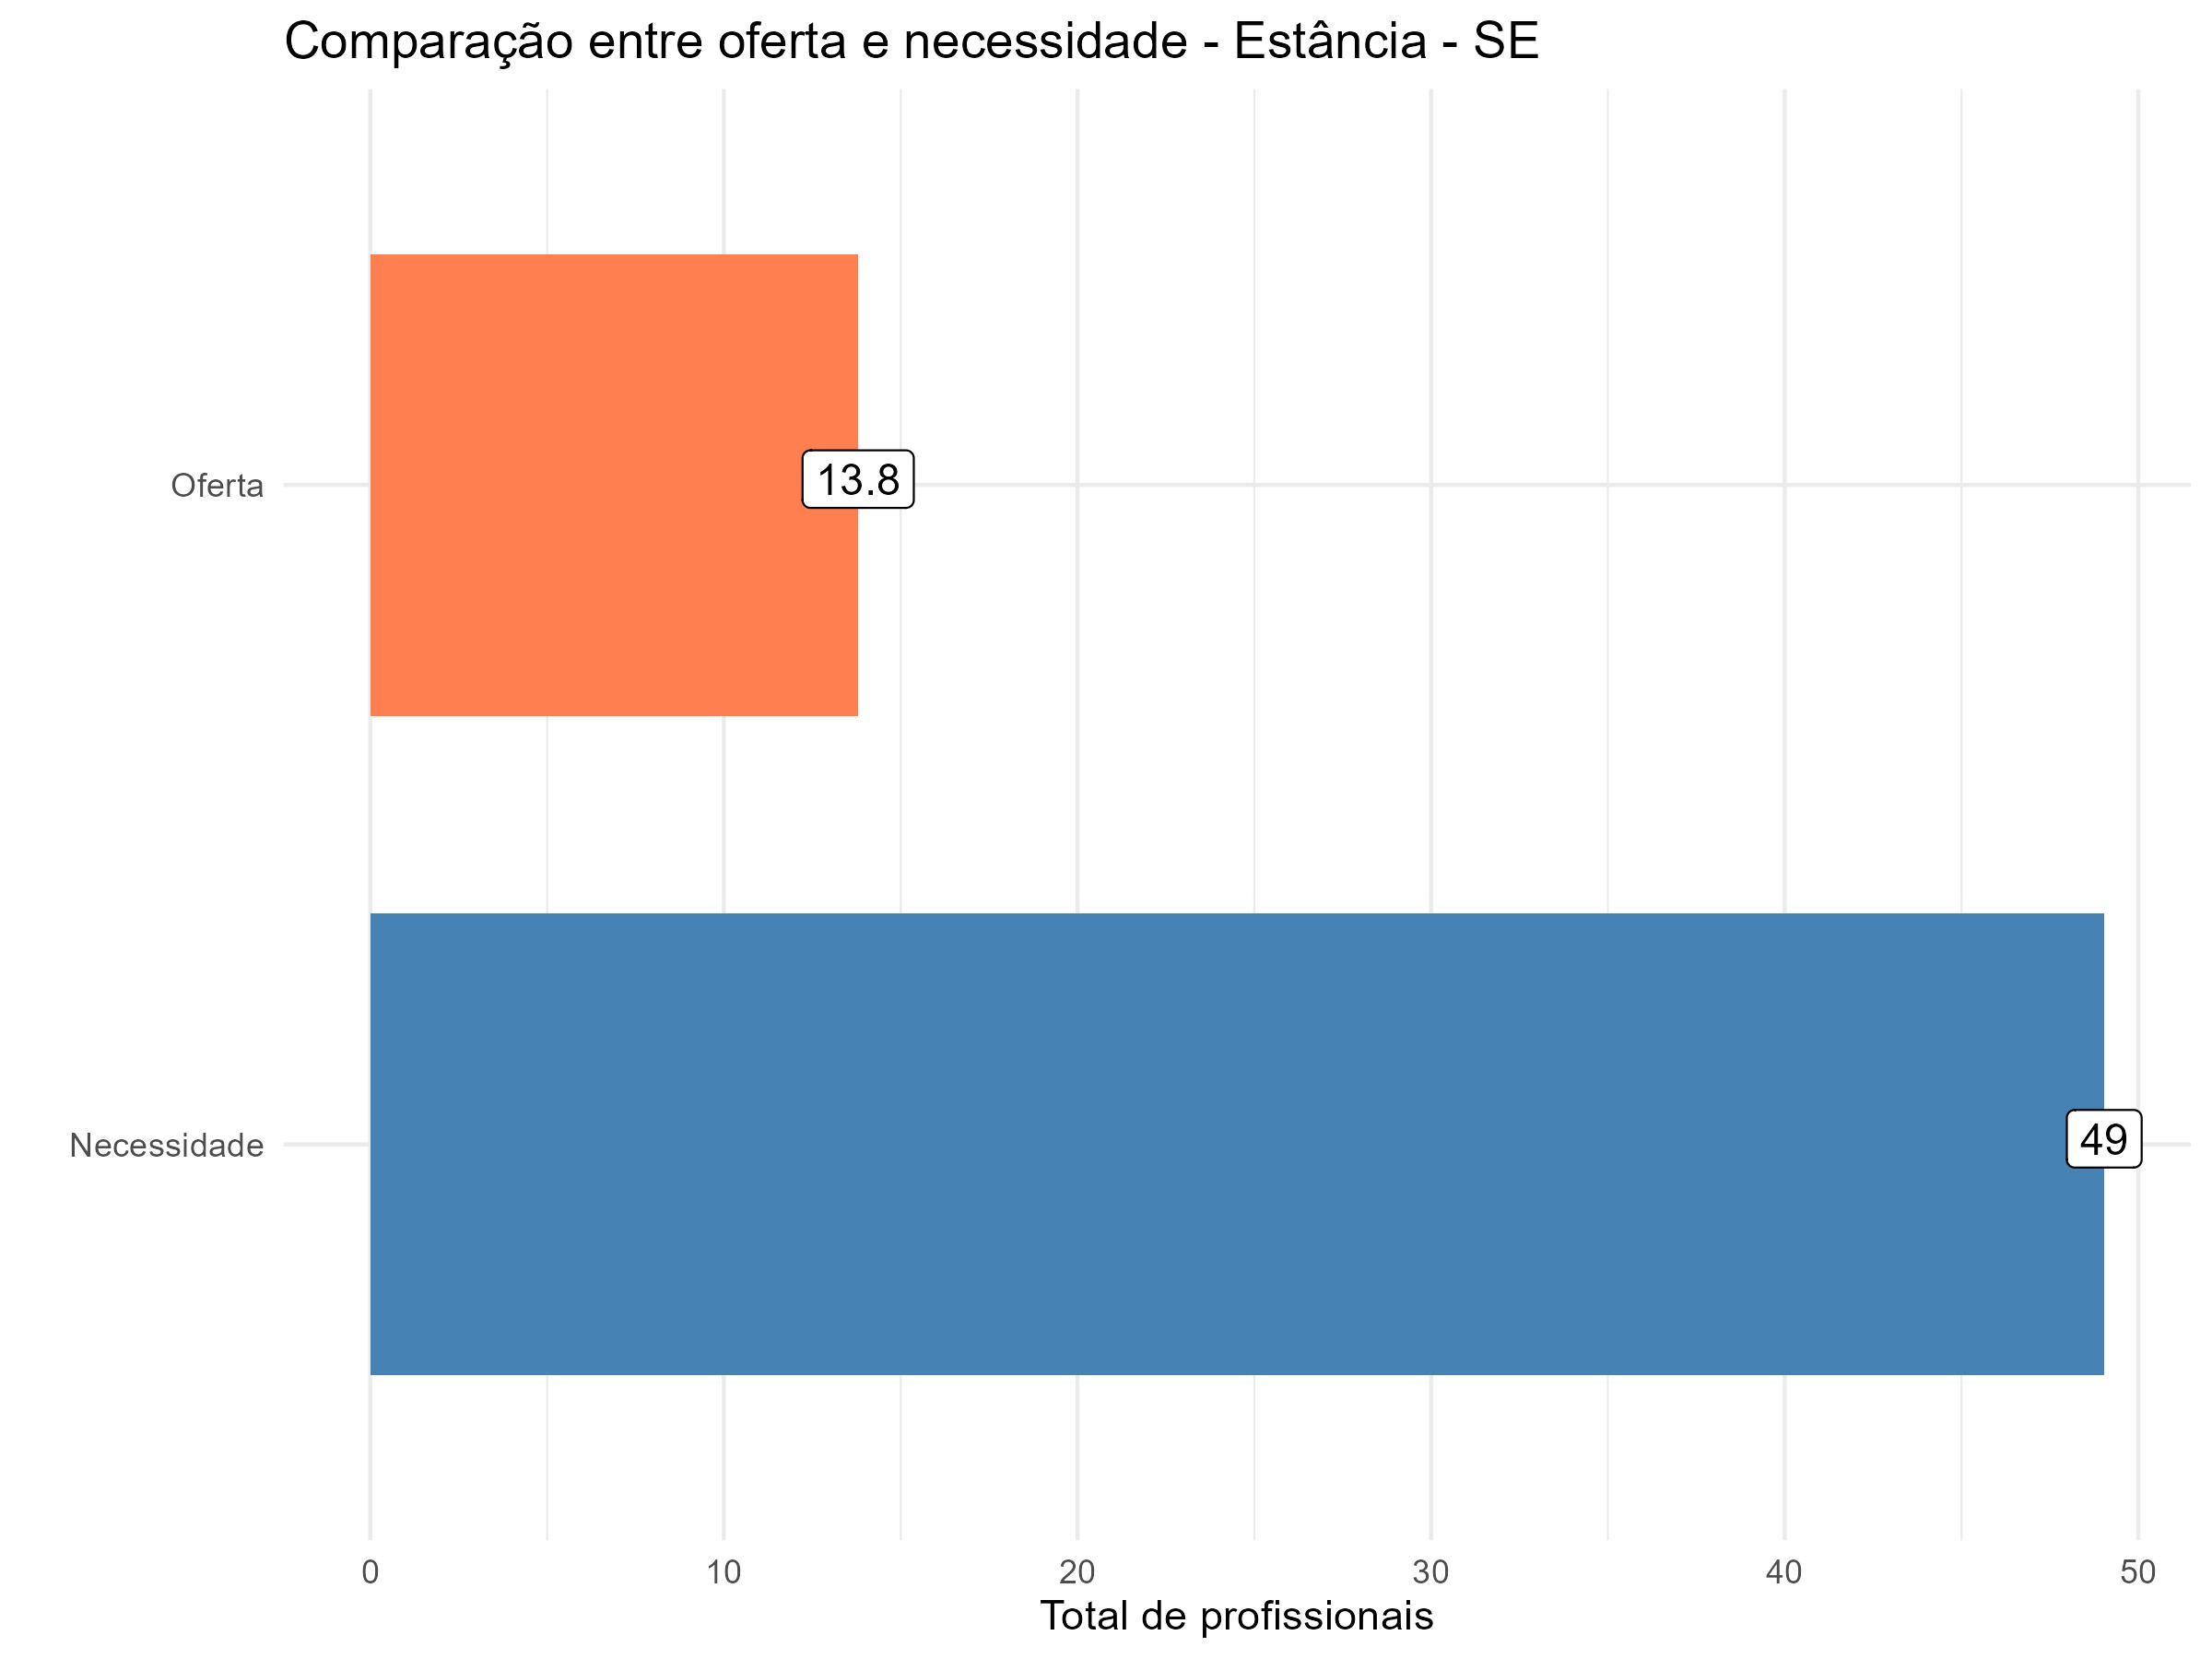 Comparação entre oferta e necessidade - Estância - SE
Oferta
13.8
Necessidade
49
0 10 20 30 40 50
Total de profissionais